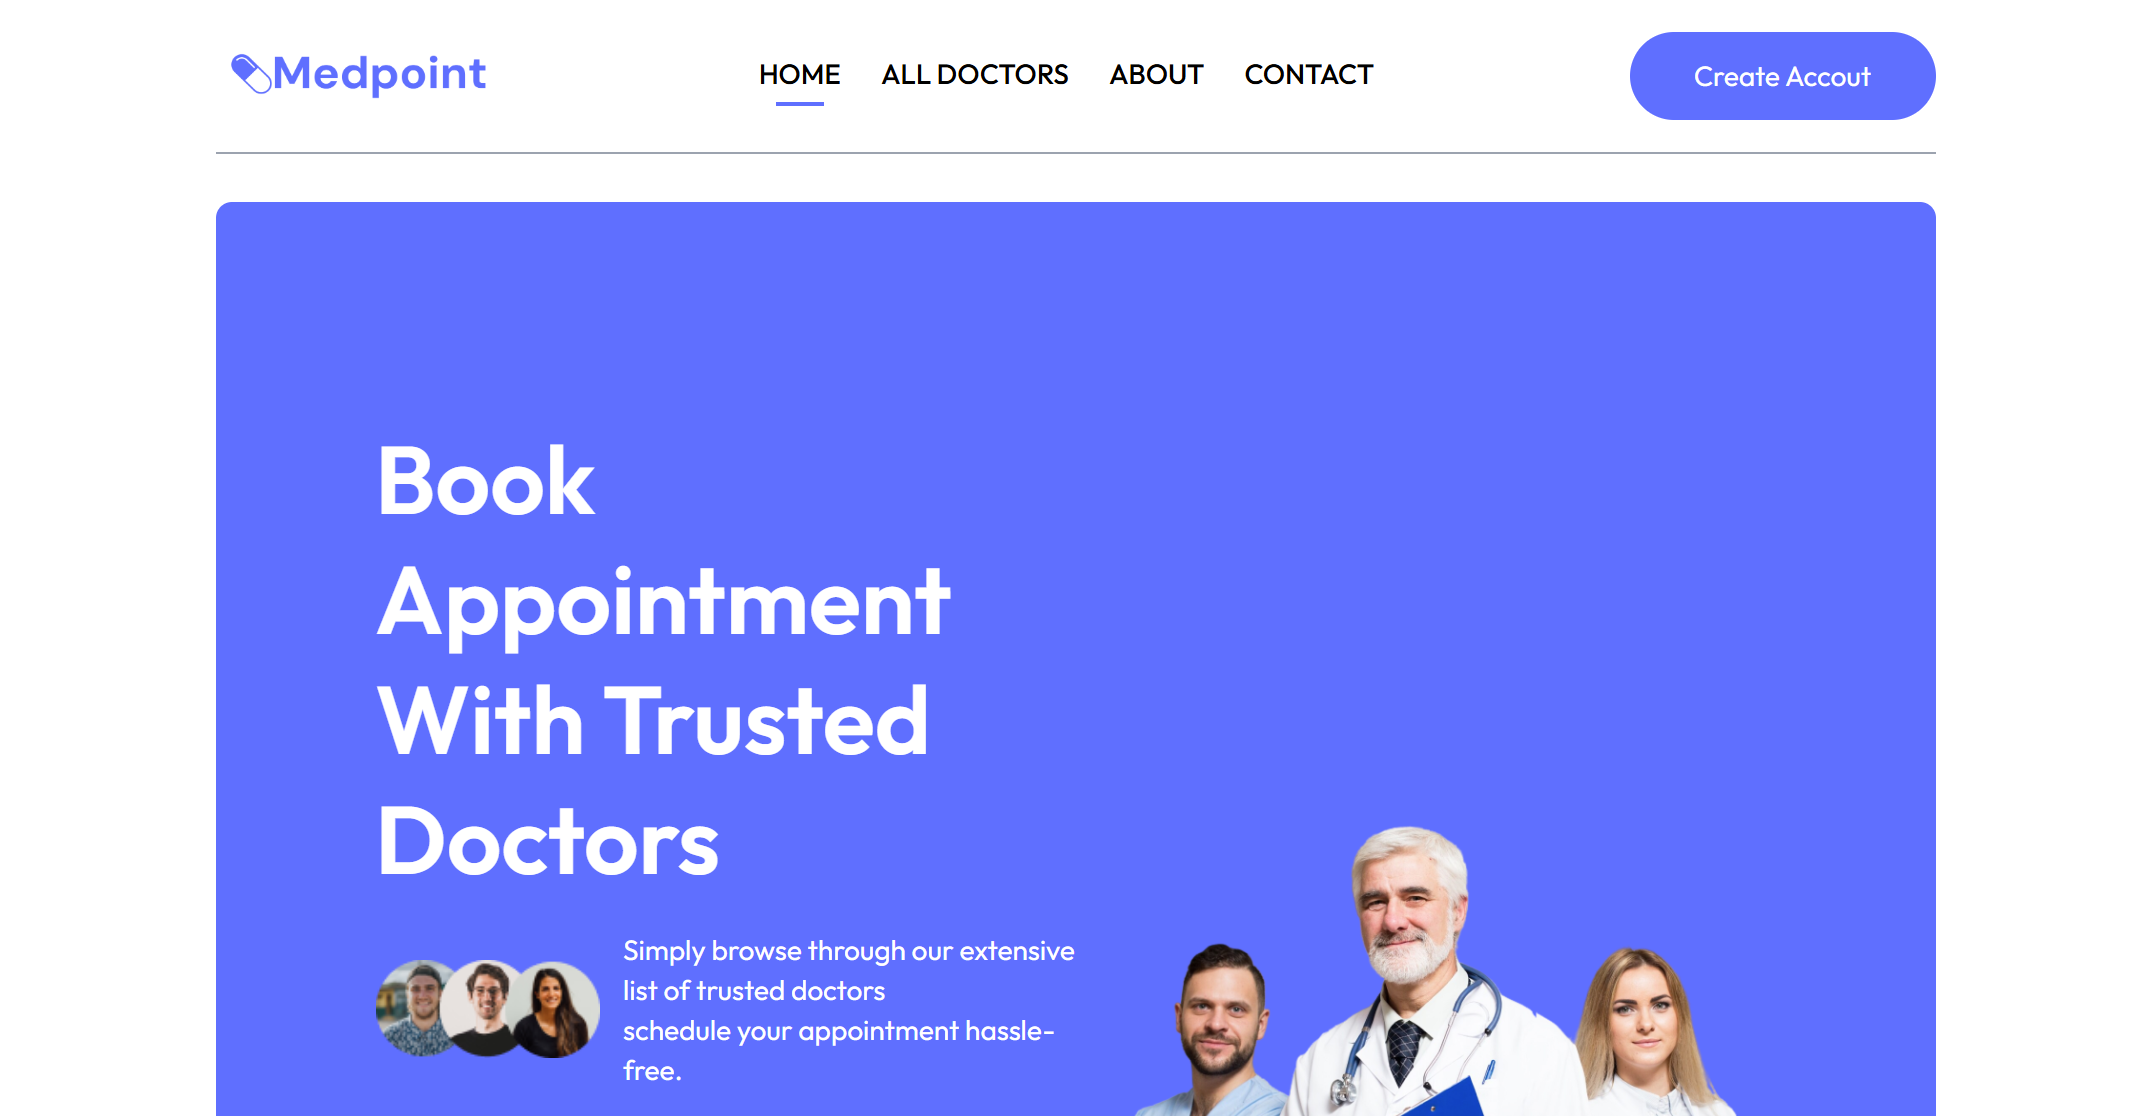 Medpoint
HOME ALL DOCTORS ABOUT CONTACT
Create Accout
Book
Appointment
With Trusted
Doctors
Simply browse through our extensive
list of trusted doctors
schedule your appointment hassle-
free.